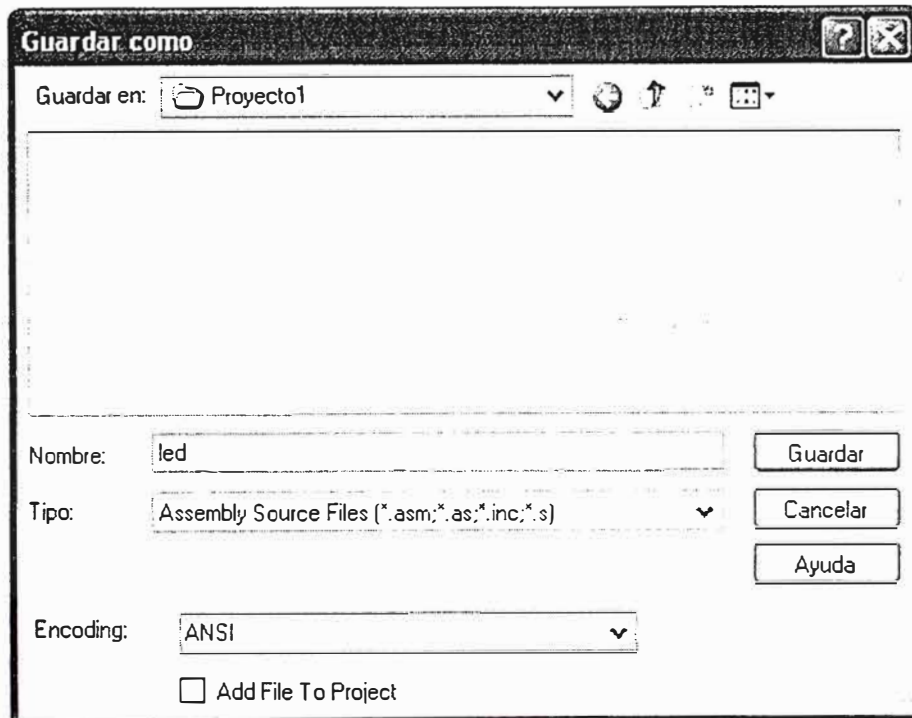 Guardar como
Guardar en: Proyecto1
Nombre: led
Guardar
Tipo: Assembly Source Files (*.asm;*.as;*.inc;*.s)
Cancelar
Ayuda
Encoding: ANSI
Add File To Project